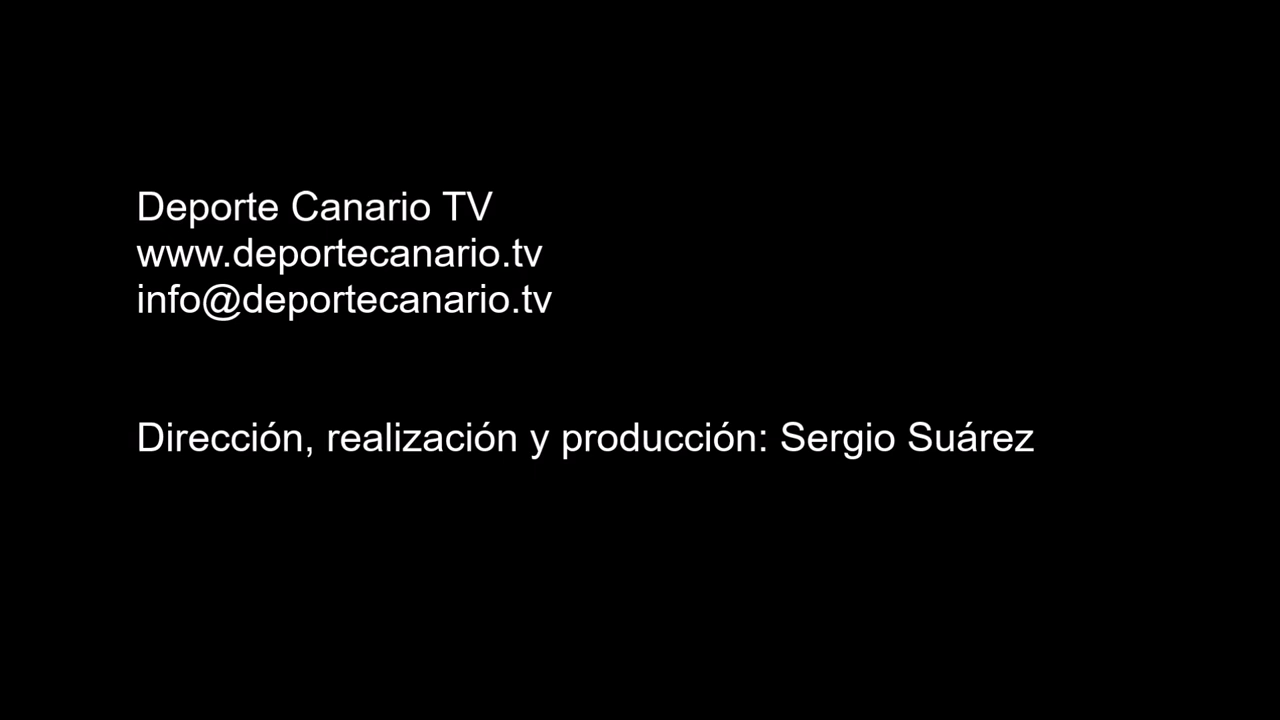 Deporte Canario TV
www.deportecanario.tv
info@deportecanario.tv
Dirección, realización y producción: Sergio Suárez